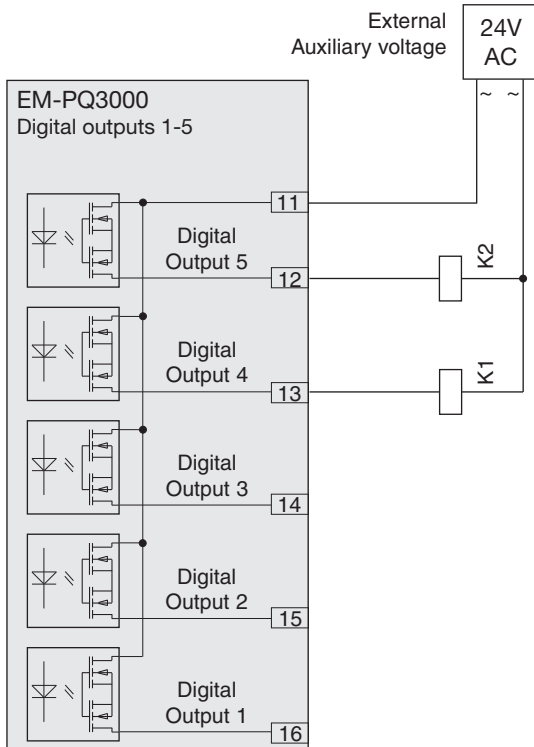 External
Auxiliary voltage
24V
AC
~ ~
EM-PQ3000
Digital outputs 1-5
11
Digital
Output 5
12
K2
Digital
Output 4
13
K1
Digital
Output 3
14
Digital
Output 2
15
Digital
Output 1
16